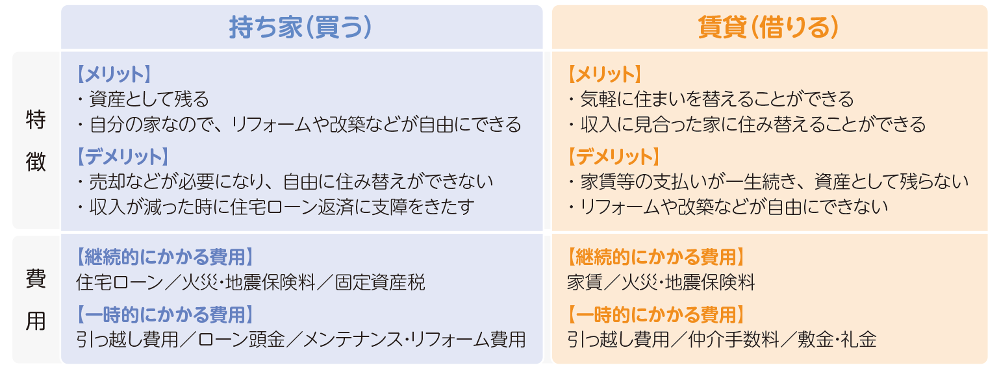 持ち家(買う)
賃貸(借りる)
特徴
【メリット】
・資産として残る
・自分の家なので、リフォームや改築などが自由にできる
【デメリット】
・売却などが必要になり、自由に住み替えができない
・収入が減った時に住宅ローン返済に支障をきたす
【メリット】
・気軽に住まいを替えることができる
・収入に見合った家に住み替えることができる
【デメリット】
・家賃等の支払いが一生続き、資産として残らない
・リフォームや改築などが自由にできない
費用
【継続的にかかる費用】
住宅ローン／火災・地震保険料／固定資産税
【一時的にかかる費用】
引っ越し費用／ローン頭金／メンテナンス・リフォーム費用
【継続的にかかる費用】
家賃／火災・地震保険料
【一時的にかかる費用】
引っ越し費用／仲介手数料／敷金・礼金